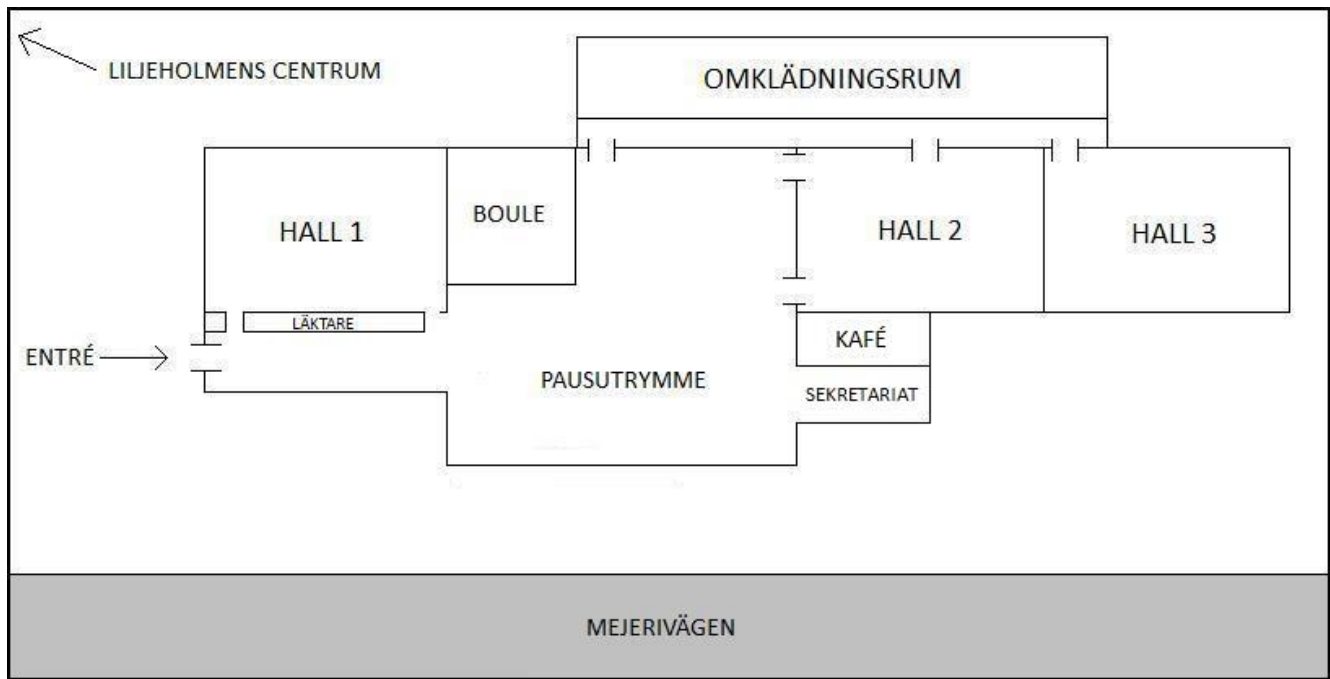 LILJEHOLMENS CENTRUM
OMKLÄDNINGSRUM
HALL 1
BOULE
HALL 2
HALL 3
LÄKTARE
ENTRÉ
PAUSUTRYMME
KAFÉ
SEKRETARIAT
MEJERIVÄGEN